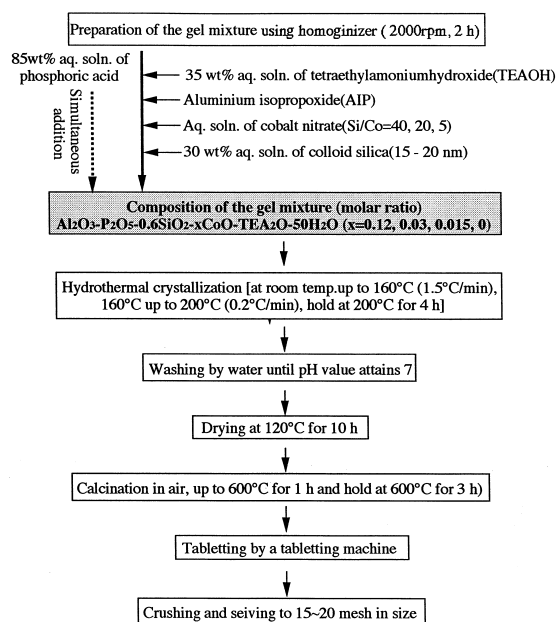 Preparation of the gel mixture using homoginizer ( 2000rpm, 2 h)
85wt% aq. soln. of
phosphoric acid
Simultaneous
addition
35 wt% aq. soln. of tetraethylamoniumhydroxide(TEAOH)
Aluminium isopropoxide(AIP)
Aq. soln. of cobalt nitrate(Si/Co=40, 20, 5)
30 wt% aq. soln. of colloid silica(15 - 20 nm)
Composition of the gel mixture (molar ratio)
Al2O3-P2O5-0.6SiO2-xCoO-TEA2O-50H2O (x=0.12, 0.03, 0.015, 0)
Hydrothermal crystallization [at room temp.up to 160°C (1.5°C/min),
160°C up to 200°C (0.2°C/min), hold at 200°C for 4 h]
Washing by water until pH value attains 7
Drying at 120°C for 10 h
Calcination in air, up to 600°C for 1 h and hold at 600°C for 3 h)
Tabletting by a tabletting machine
Crushing and seiving to 15~20 mesh in size